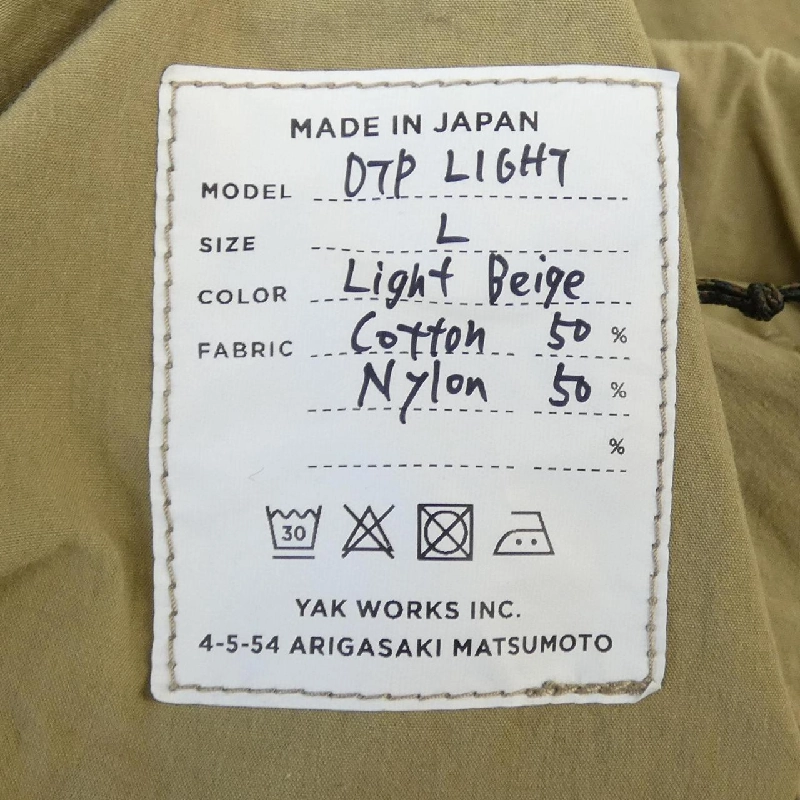 MADE IN JAPAN
MODEL DTP LIGHT
SIZE L
COLOR Light Beige
FABRIC Cotton 50 %
Nylon 50 %
%
30
YAK WORKS INC.
4-5-54 ARIGASAKI MATSUMOTO